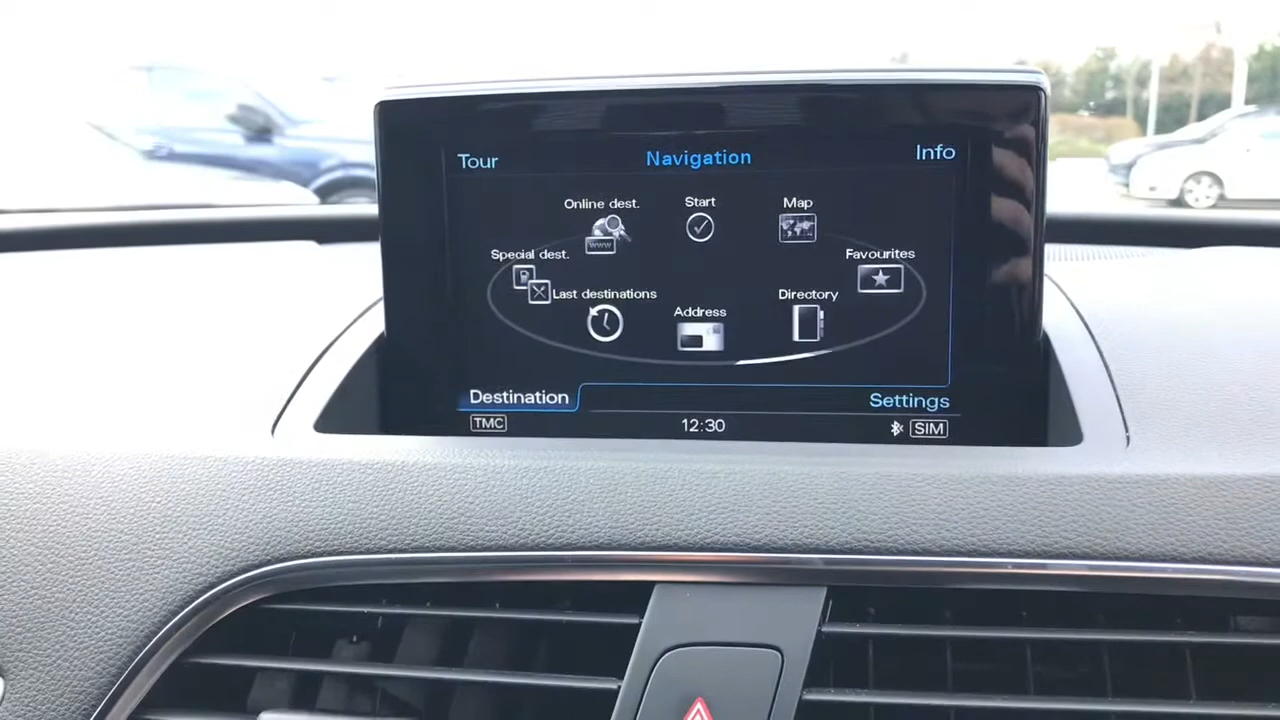 Tour Navigation Info
Online dest. Start Map
www
Special dest. Favourites
Last destinations Address Directory
Destination Settings
TMC 12:30 SIM